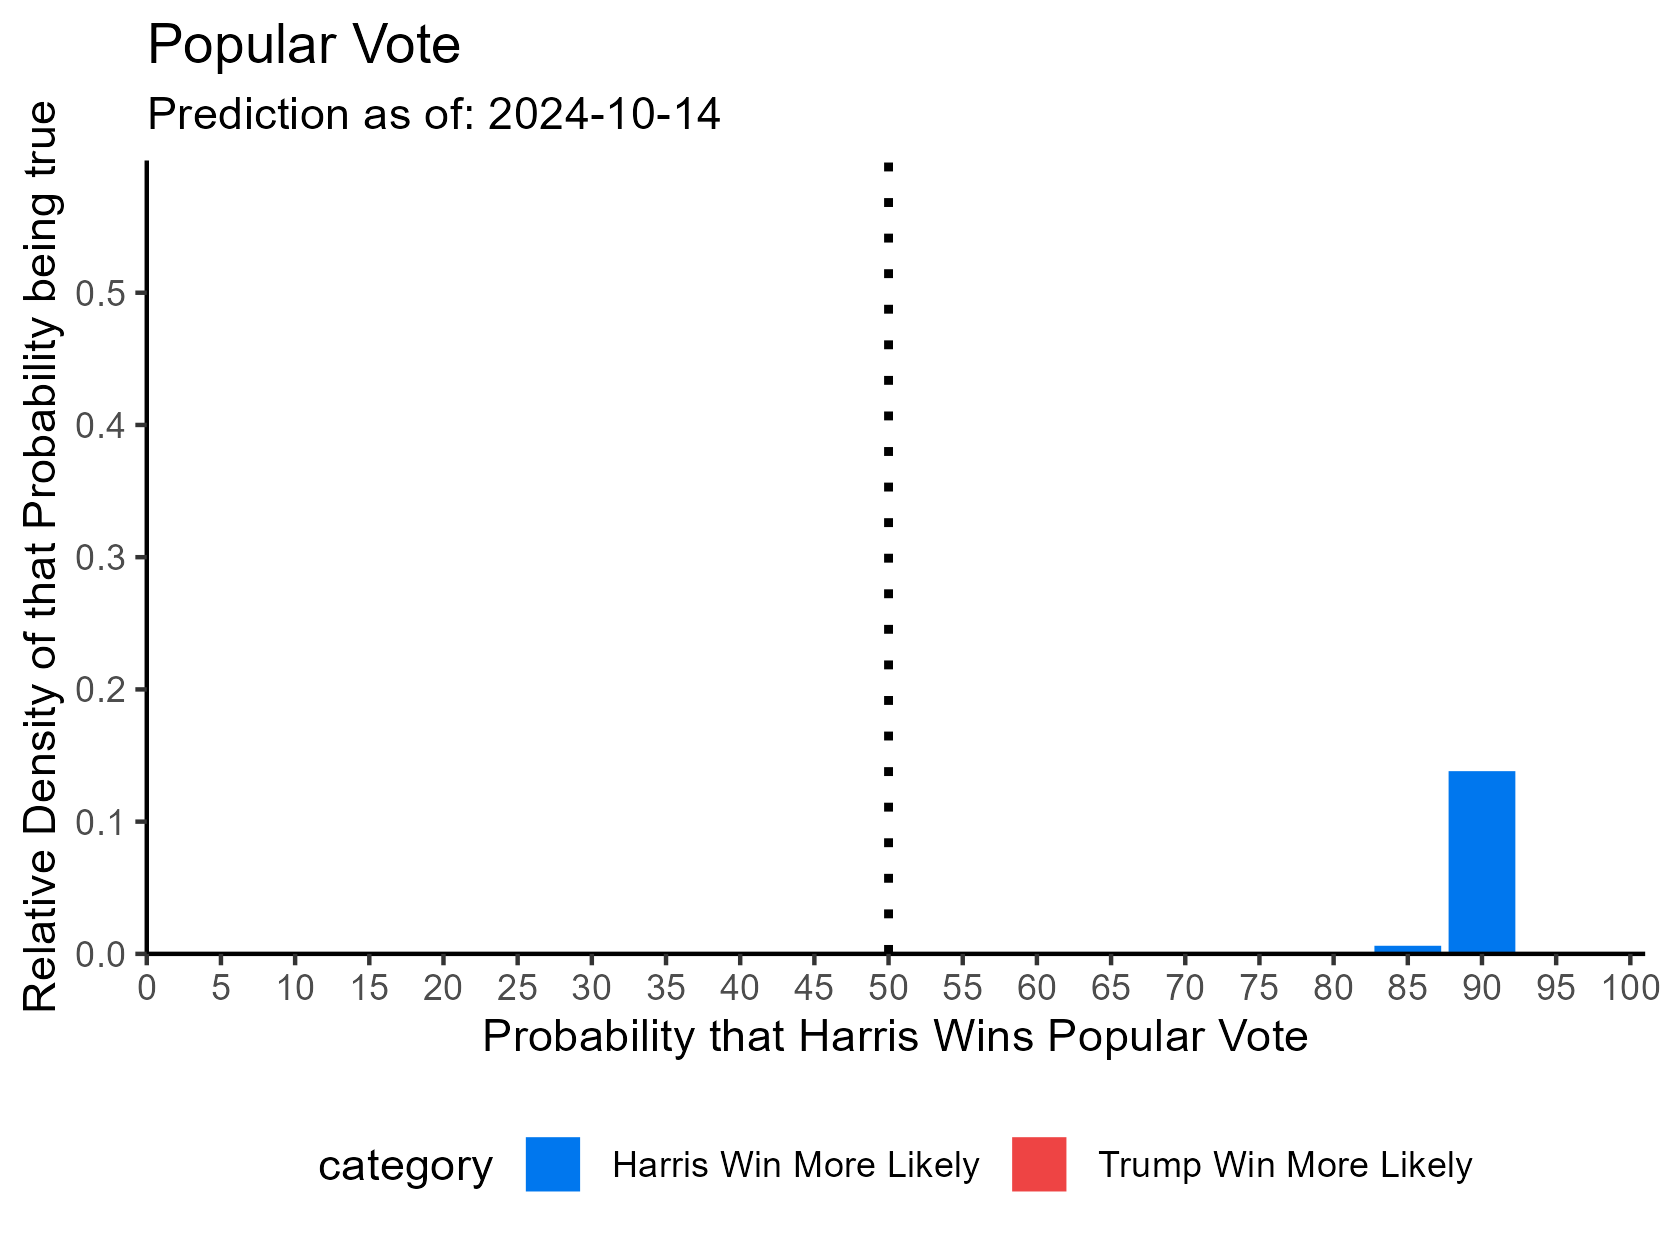 Popular Vote
Prediction as of: 2024-10-14
Relative Density of that Probability being true
0.5
0.4
0.3
0.2
0.1
0.0
0 5 10 15 20 25 30 35 40 45 50 55 60 65 70 75 80 85 90 95 100
Probability that Harris Wins Popular Vote
category Harris Win More Likely Trump Win More Likely